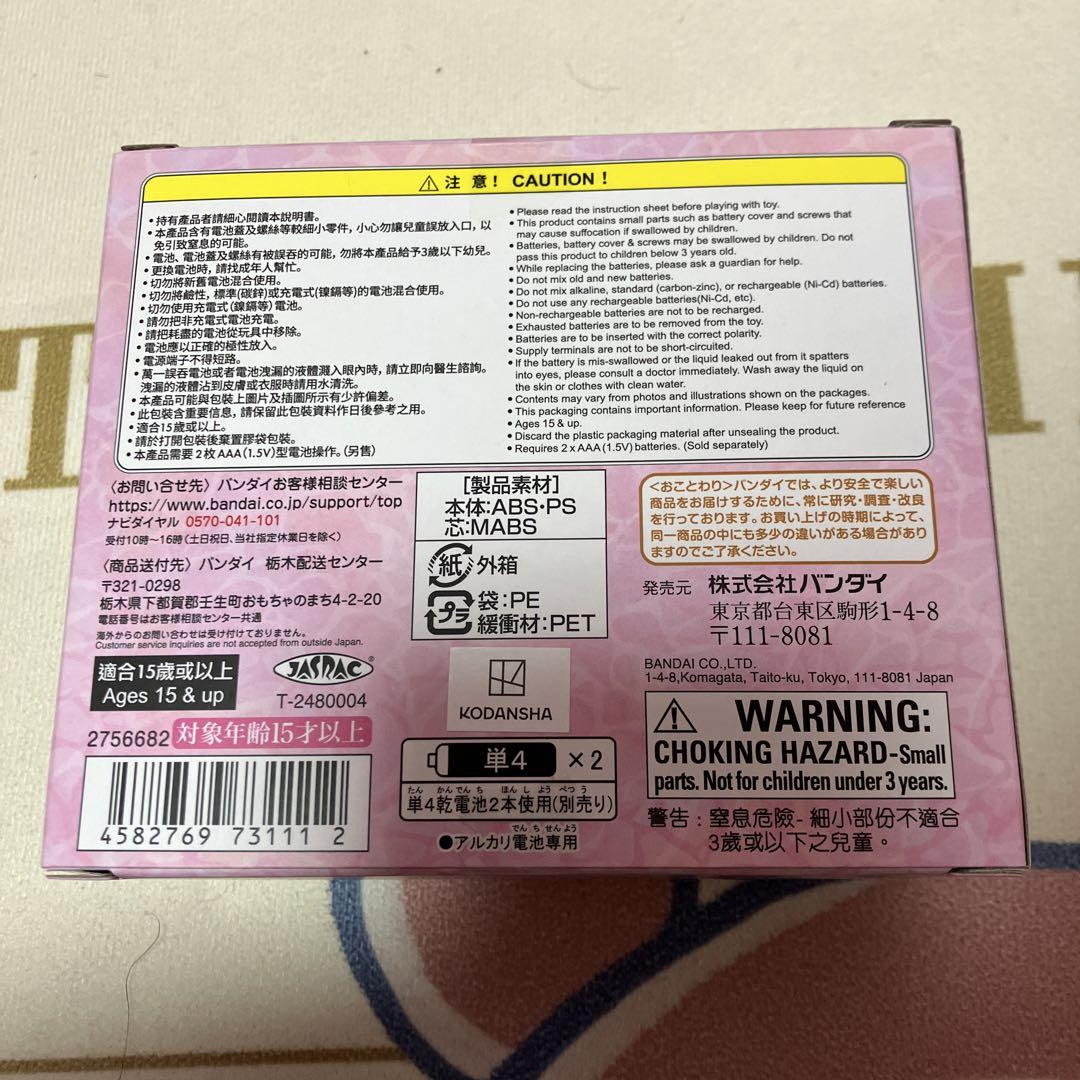 ⚠ 注意! CAUTION!
•持有產品者請細心閱讀本說明書。
•本產品含有電池蓋及螺絲等較細小零件，小心勿讓兒童誤放入口，以
免引致窒息的可能。
•電池、電池蓋及螺絲有被誤吞的可能，勿將本產品給予3歲以下幼兒。
•更換電池時，請找成年人幫忙。
•切勿將新舊電池混合使用。
•切勿將鹼性，標準(碳鋅)或充電式(鎳鎘等)的電池混合使用。
•切勿使用充電式(鎳鎘等)電池。
•請勿把非充電式電池充電。
•請把耗盡的電池從玩具中移除。
•電池應以正確的極性放入。
•電源端子不得短路。
•萬一誤吞電池或者電池洩漏的液體濺入眼內時，請立即向醫生諮詢。
洩漏的液體沾到皮膚或衣服時請用水清洗。
•本產品可能與包裝上圖片及插圖所示有少許偏差。
•此包裝含重要信息，請保留此包裝資料作日後參考之用。
•適合15歲或以上。
•請於打開包裝後棄置膠袋包裝。
•本產品需要2枚AAA(1.5V)型電池操作。(另售)
•Please read the instruction sheet before playing with toy.
•This product contains small parts such as battery cover and screws that
may cause suffocation if swallowed by children.
•Batteries, battery cover & screws may be swallowed by children. Do not
pass this product to children below 3 years old.
•While replacing the batteries, please ask a guardian for help.
•Do not mix old and new batteries.
•Do not mix alkaline, standard (carbon-zinc), or rechargeable (Ni-Cd) batteries.
•Do not use any rechargeable batteries(Ni-Cd, etc).
•Non-rechargeable batteries are not to be recharged.
•Exhausted batteries are to be removed from the toy.
•Batteries are to be inserted with the correct polarity.
•Supply terminals are not to be short-circuited.
•If the battery is mis-swallowed or the liquid leaked out from it spatters
into eyes, please consult a doctor immediately. Wash away the liquid on
the skin or clothes with clean water.
•Contents may vary from photos and illustrations shown on the packages.
•This packaging contains important information. Please keep for future reference
•Ages 15 & up.
•Discard the plastic packaging material after unsealing the product.
•Requires 2 x AAA (1.5V) batteries. (Sold separately)
〈お問い合せ先〉バンダイお客様相談センター
https://www.bandai.co.jp/support/top
ナビダイヤル 0570-041-101
受付10時〜16時(土日祝日、当社指定休業日を除く)
〈商品送付先〉バンダイ 栃木配送センター
〒321-0298
栃木県下都賀郡壬生町おもちゃのまち4-2-20
電話番号はお客様相談センター共通
海外からのお問い合わせは受け付けておりません。
Customer service inquiries are not accepted from outside Japan.
適合15歲或以上
Ages 15 & up
JASRAC®
T-2480004
2756682 対象年齢15才以上
4582769 73111 2
[製品素材]
本体:ABS・PS
芯:MABS
紙 外箱
プラ 袋:PE
緩衝材:PET
KODANSHA
単4 ×2
たん かんでんち ほんしよう べつう
単4乾電池2本使用(別売り)
でんちせんよう
●アルカリ電池専用
<おことわり>バンダイでは、より安全で楽しい
商品をお届けするために、常に研究・調査・改良
を行っております。お買い上げの時期によって、
同一商品の中にも多少の違いがある場合があり
ますのでご了承ください。
発売元 株式会社バンダイ
東京都台東区駒形1-4-8
〒111-8081
BANDAI CO.,LTD.
1-4-8,Komagata, Taito-ku, Tokyo, 111-8081 Japan
⚠ WARNING:
CHOKING HAZARD-Small
parts. Not for children under 3 years.
警告：窒息危險-細小部份不適合
3歲或以下之兒童。